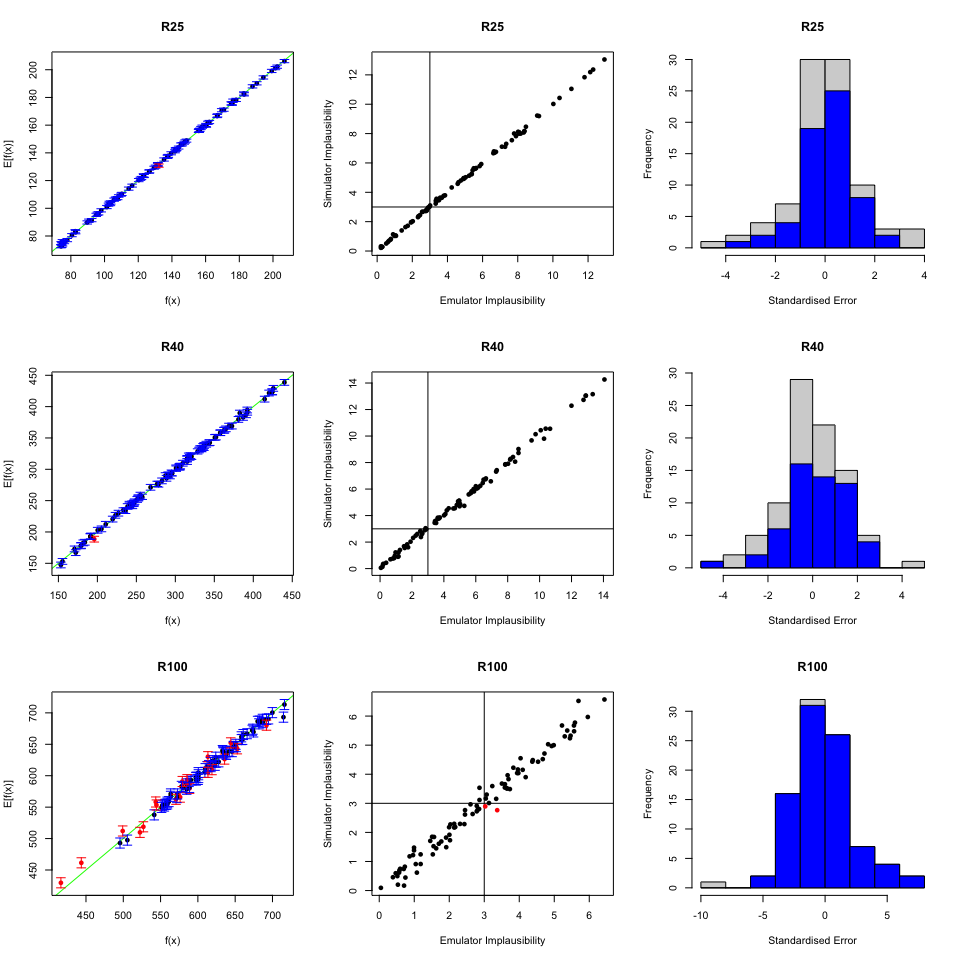 R25 R25 R25
E[f(x)] 80 100 120 140 160 180 200
80 100 120 140 160 180 200
f(x)
Simulator Implausibility 0 2 4 6 8 10 12
0 2 4 6 8 10 12
Emulator Implausibility
Frequency 0 5 10 15 20 25 30
-4 -2 0 2 4
Standardised Error
R40 R40 R40
E[f(x)] 150 200 250 300 350 400 450
150 200 250 300 350 400 450
f(x)
Simulator Implausibility 0 2 4 6 8 10 12 14
0 2 4 6 8 10 12 14
Emulator Implausibility
Frequency 0 5 10 15 20 25 30
-4 -2 0 2 4
Standardised Error
R100 R100 R100
E[f(x)] 450 500 550 600 650 700
450 500 550 600 650 700
f(x)
Simulator Implausibility 0 1 2 3 4 5 6
0 1 2 3 4 5 6
Emulator Implausibility
Frequency 0 5 10 15 20 25 30
-10 -5 0 5
Standardised Error